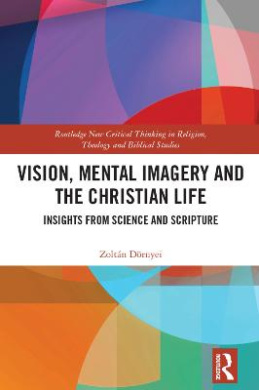 Routledge New Critical Thinking in Religion,
Theology and Biblical Studies
VISION, MENTAL IMAGERY AND
THE CHRISTIAN LIFE
INSIGHTS FROM SCIENCE AND SCRIPTURE
Zoltán Dörnyei
ROUTLEDGE